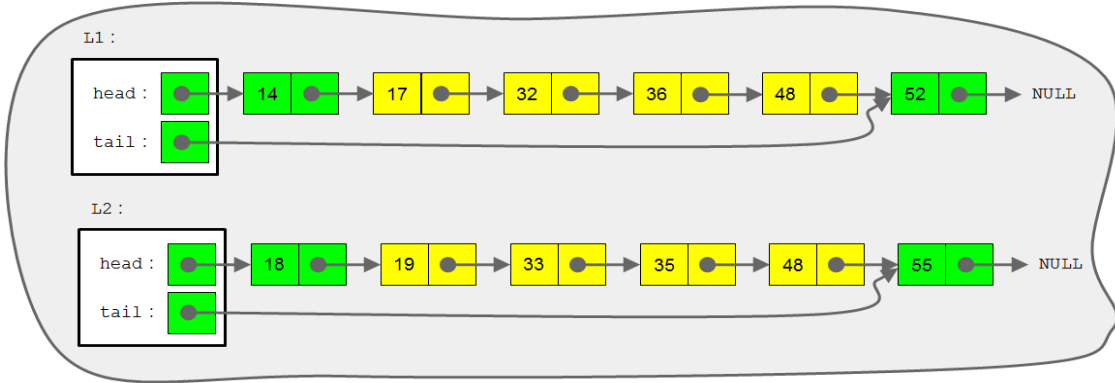 L1 :
head : 14 17 32 36 48 52 NULL
tail :
L2 :
head : 18 19 33 35 48 55 NULL
tail :